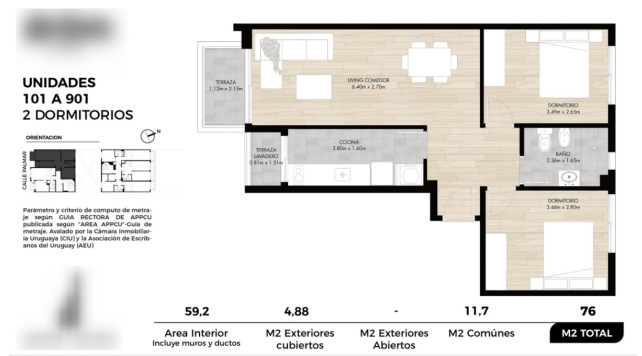 UNIDADES
101 A 901
2 DORMITORIOS
ORIENTACION
N
CALLE PALMAR
Parámetro y criterio de computo de metra-
je según GUIA RECTORA DE APPCU
publicada según "AREA APPCU"-Guía de
metraje. Avalado por la Cámara Inmobiliar-
ia Uruguaya (CIU) y la Asociación de Escrib-
anos del Uruguay (AEU)
TERRAZA
1.13m x 2.15m
LIVING COMEDOR
6.40m x 2.70m
DORMITORIO
3.49m x 2.65m
TERRAZA
LAVADERO
0.81m x 1.51m
COCINA
3.80m x 1.60m
BAÑO
2.36m x 1.65m
DORMITORIO
3.44m x 2.80m
59,2
Area Interior
Incluye muros y ductos
4,88
M2 Exteriores
cubiertos
-
M2 Exteriores
Abiertos
11,7
M2 Comúnes
76
M2 TOTAL